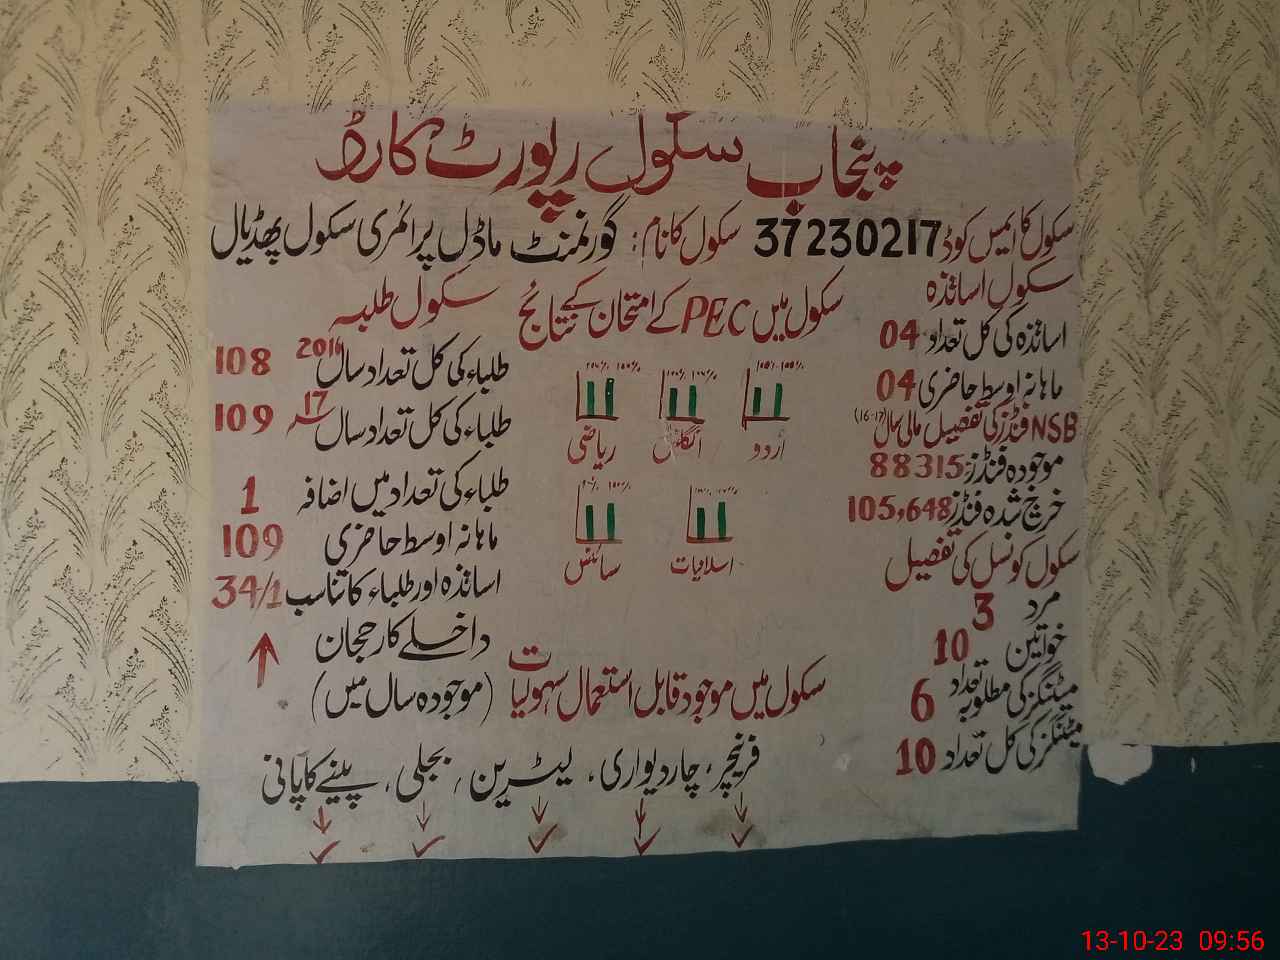 پنجاب سکول رپورٹ کارڈ
سکول کا ایمس کوڈ 37230217 سکول کا نام: گورنمنٹ ماڈل پرائمری سکول پھڈیال
سکول اساتذہ
اساتذہ کی کل تعداد 04
ماہانہ اوسط حاضری 04
NSB فنڈز کی تفصیل مالی سال (16-17)
موجودہ فنڈز: 88315
خرچ شدہ فنڈز 105,648
سکول کونسل کی تفصیل
مرد 3
خواتین 10
میٹنگز کی مطلوبہ تعداد 6
میٹنگز کی کل تعداد 10
سکول میں PEC کے امتحان کے نتائج
اردو انگلش ریاضی
اسلامیات سائنس
سکول طلبہ
طلباء کی کل تعداد سال 108
طلباء کی کل تعداد سال 17 109
طلباء کی تعداد میں اضافہ 1
ماہانہ اوسط حاضری 109
اساتذہ اور طلباء کا تناسب 34/1
داخلے کا رحجان
(موجودہ سال میں)
سکول میں موجود قابل استعمال سہولیات
فرنیچر، چار دیواری، لیٹرین، بجلی، پینے کا پانی
13-10-23 09:56